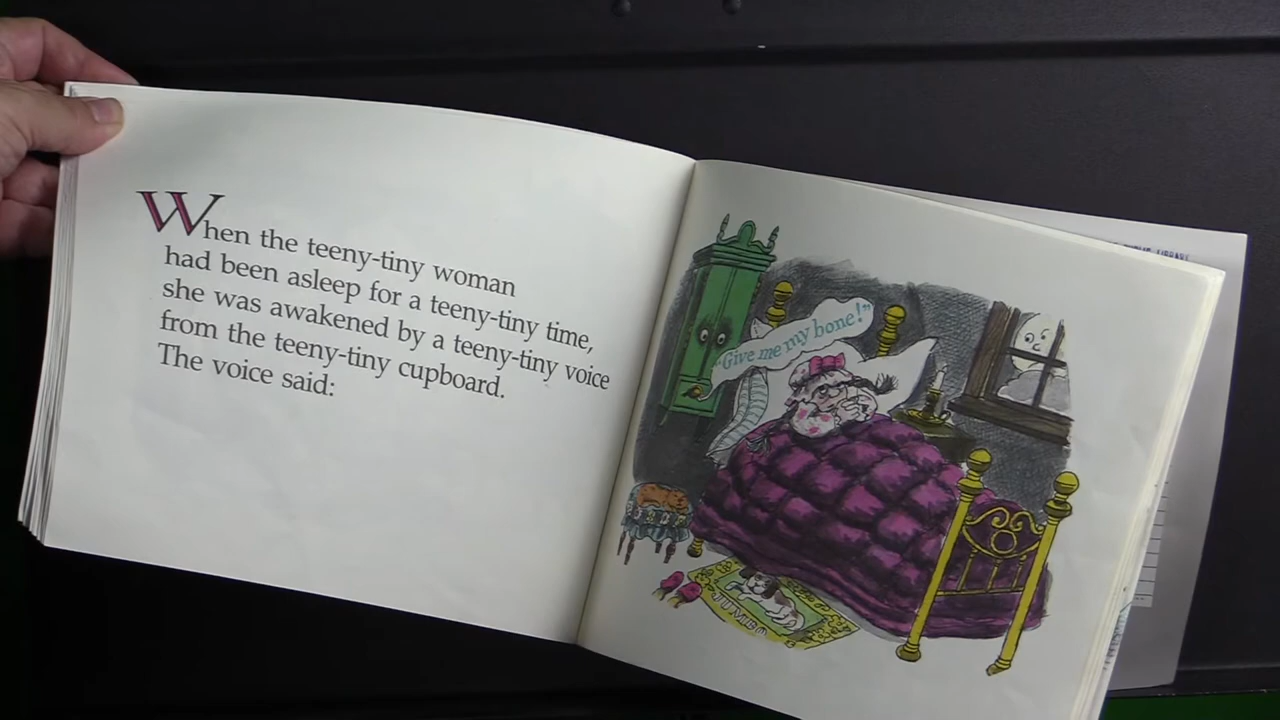 When the teeny-tiny woman
had been asleep for a teeny-tiny time,
she was awakened by a teeny-tiny voice
from the teeny-tiny cupboard.
The voice said:
"Give me my bone!"
LIBRARY